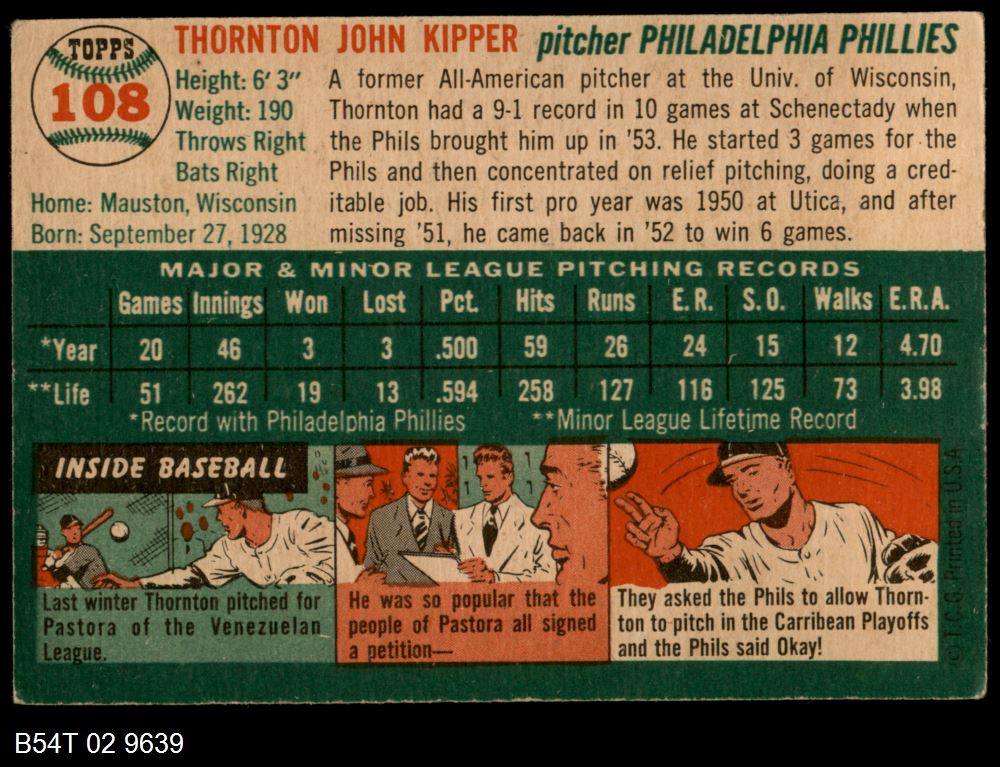 TOPPS
108
THORNTON JOHN KIPPER pitcher PHILADELPHIA PHILLIES
Height: 6' 3"
Weight: 190
Throws Right
Bats Right
Home: Mauston, Wisconsin
Born: September 27, 1928
A former All-American pitcher at the Univ. of Wisconsin,
Thornton had a 9-1 record in 10 games at Schenectady when
the Phils brought him up in '53. He started 3 games for the
Phils and then concentrated on relief pitching, doing a cred-
itable job. His first pro year was 1950 at Utica, and after
missing '51, he came back in '52 to win 6 games.
MAJOR & MINOR LEAGUE PITCHING RECORDS
Games Innings Won Lost Pct. Hits Runs E.R. S.O. Walks E.R.A.
*Year 20 46 3 3 .500 59 26 24 15 12 4.70
**Life 51 262 19 13 .594 258 127 116 125 73 3.98
*Record with Philadelphia Phillies **Minor League Lifetime Record
INSIDE BASEBALL
Last winter Thornton pitched for
Pastora of the Venezuelan
League.
He was so popular that the
people of Pastora all signed
a petition—
They asked the Phils to allow Thorn-
ton to pitch in the Carribean Playoffs
and the Phils said Okay!
© T.C.G. Printed in U.S.A
B54T 02 9639